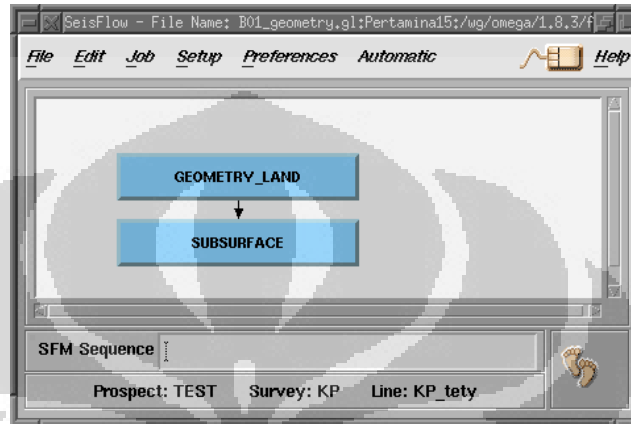 SeisFlow - File Name: B01_geometry.gl:Pertamina15:/wg/omega/1.8.3/f
File Edit Job Setup Preferences Automatic Help
GEOMETRY_LAND
SUBSURFACE
SFM Sequence
Prospect: TEST Survey: KP Line: KP_tety